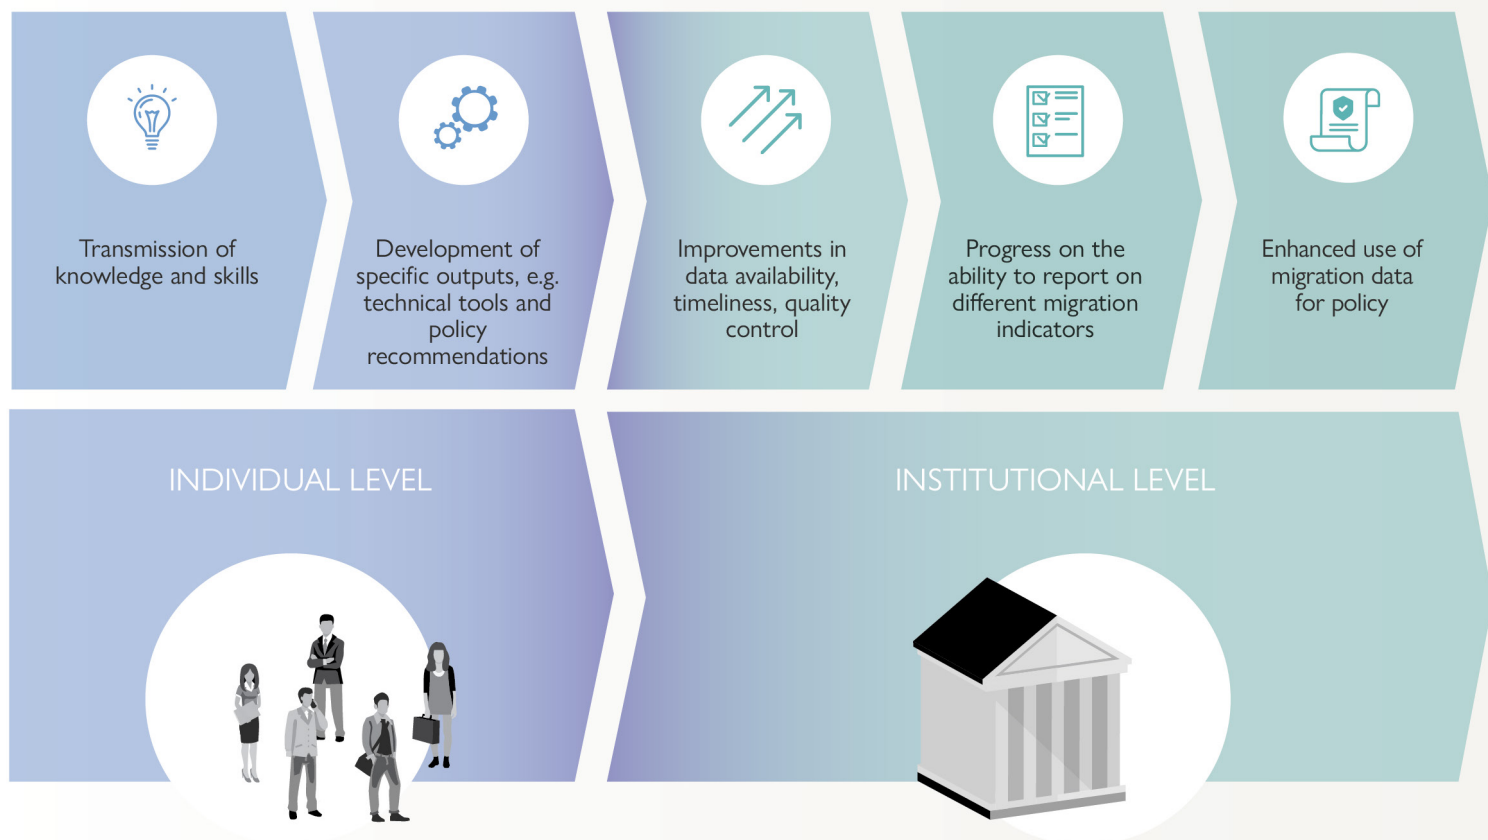 Transmission of
knowledge and skills
Development of
specific outputs, e.g.
technical tools and
policy
recommendations
Improvements in
data availability,
timeliness, quality
control
Progress on the
ability to report on
different migration
indicators
Enhanced use of
migration data
for policy
INDIVIDUAL LEVEL
INSTITUTIONAL LEVEL